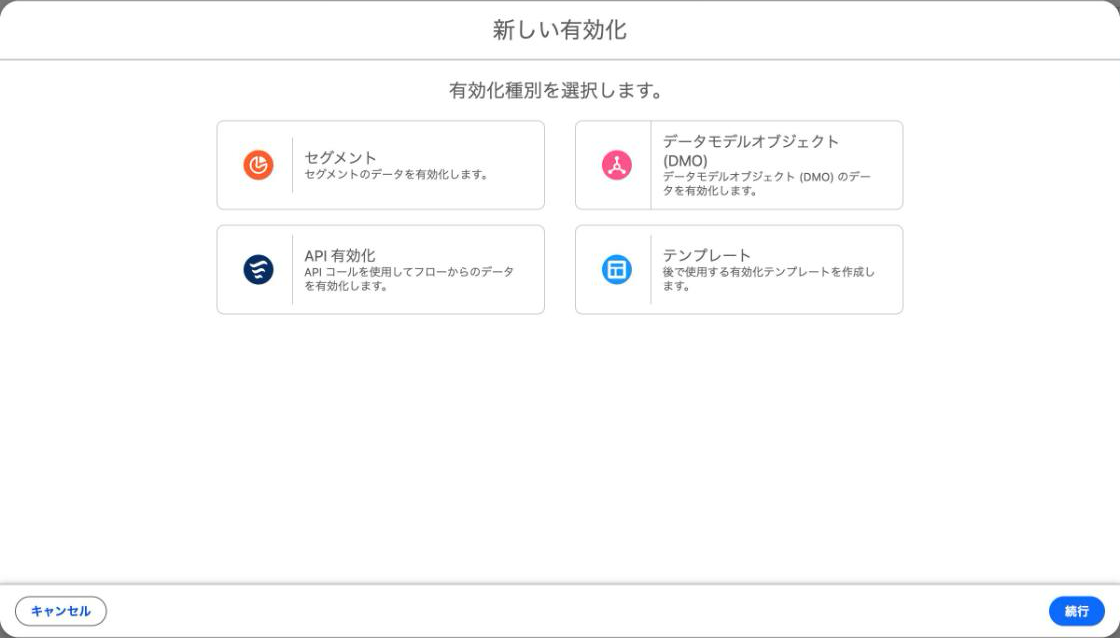 新しい有効化
有効化種別を選択します。
セグメント
セグメントのデータを有効化します。
データモデルオブジェクト
(DMO)
データモデルオブジェクト (DMO) のデー
タを有効化します。
API 有効化
API コールを使用してフローからのデータ
を有効化します。
テンプレート
後で使用する有効化テンプレートを作成し
ます。
キャンセル
続行